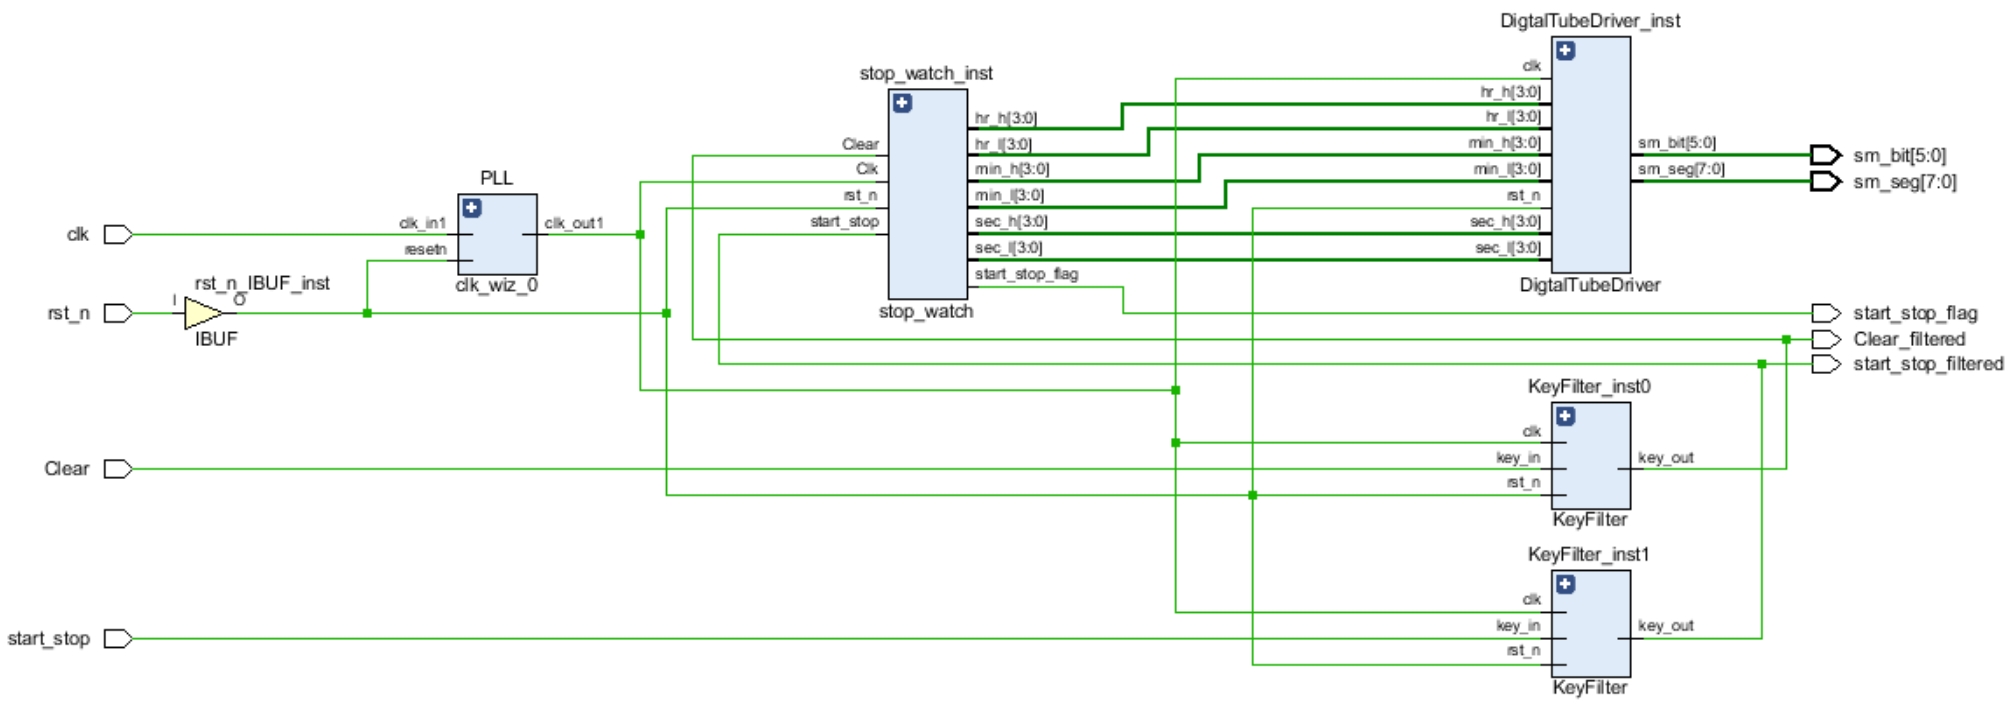 DigtalTubeDriver_inst
clk
hr_h[3:0]
hr_l[3:0]
min_h[3:0]
min_l[3:0]
rst_n
sec_h[3:0]
sec_l[3:0]
sm_bit[5:0]
sm_seg[7:0]
DigtalTubeDriver
sm_bit[5:0]
sm_seg[7:0]
stop_watch_inst
Clear
Clk
rst_n
start_stop
hr_h[3:0]
hr_l[3:0]
min_h[3:0]
min_l[3:0]
sec_h[3:0]
sec_l[3:0]
start_stop_flag
stop_watch
PLL
clk_in1
resetn
clk_out1
clk_wiz_0
clk
rst_n
rst_n_IBUF_inst
I
O
IBUF
start_stop_flag
Clear_filtered
start_stop_filtered
KeyFilter_inst0
clk
key_in
rst_n
key_out
KeyFilter
Clear
KeyFilter_inst1
clk
key_in
rst_n
key_out
KeyFilter
start_stop